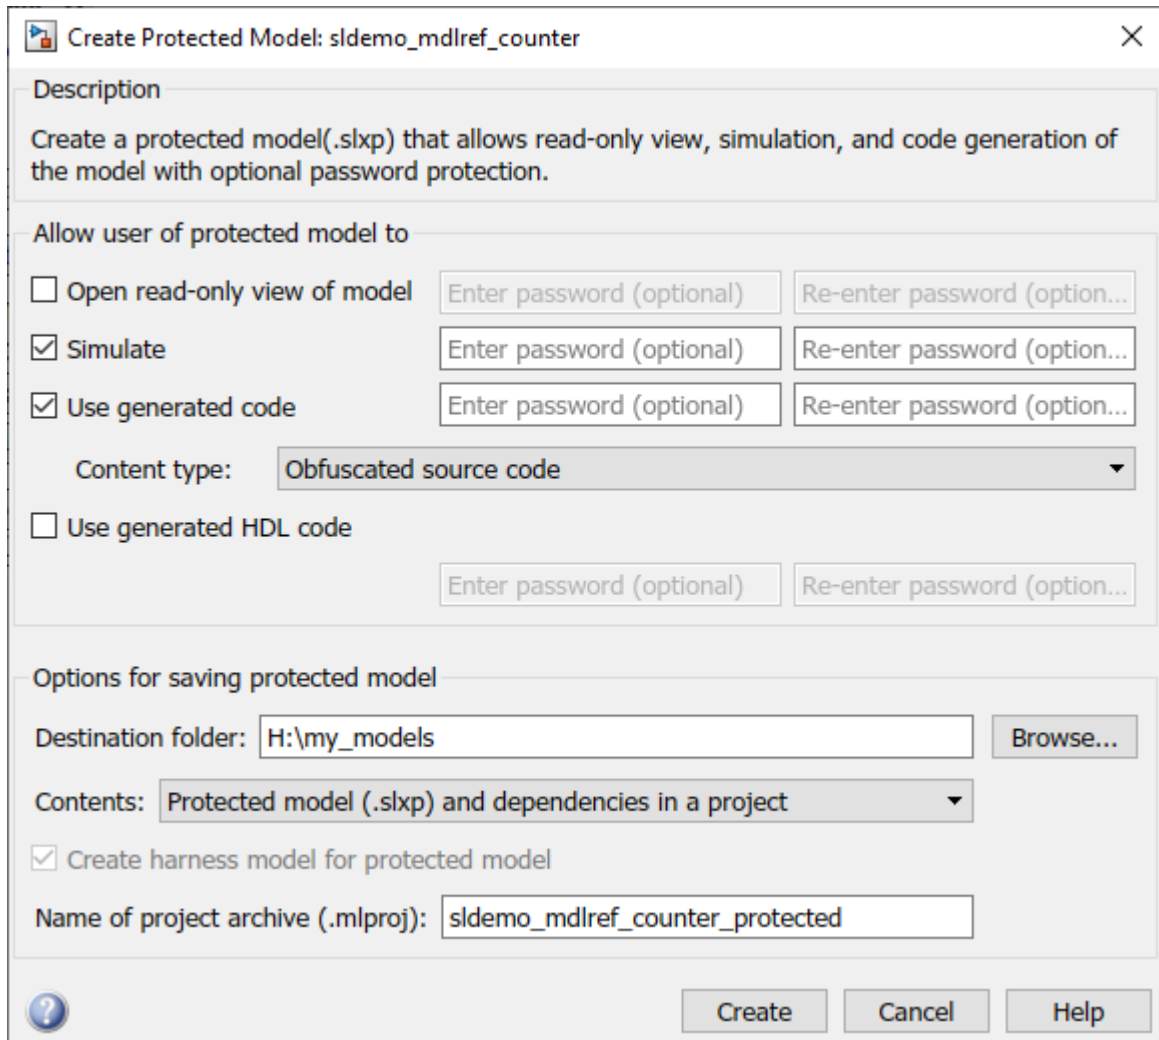 Create Protected Model: sldemo_mdlref_counter
Description
Create a protected model(.slxp) that allows read-only view, simulation, and code generation of
the model with optional password protection.
Allow user of protected model to
Open read-only view of model Enter password (optional) Re-enter password (option...
Simulate Enter password (optional) Re-enter password (option...
Use generated code Enter password (optional) Re-enter password (option...
Content type: Obfuscated source code
Use generated HDL code
Enter password (optional) Re-enter password (option...
Options for saving protected model
Destination folder: H:\my_models Browse...
Contents: Protected model (.slxp) and dependencies in a project
Create harness model for protected model
Name of project archive (.mlproj): sldemo_mdlref_counter_protected
? Create Cancel Help